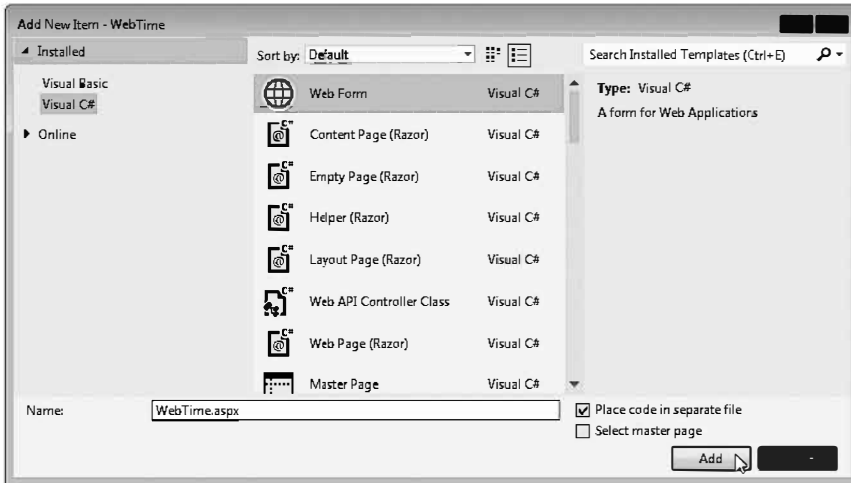 Add New Item - WebTime
Installed
Sort by: Default
Search Installed Templates (Ctrl+E)
Visual Basic
Visual C#
Online
Web Form Visual C#
Content Page (Razor) Visual C#
Empty Page (Razor) Visual C#
Helper (Razor) Visual C#
Layout Page (Razor) Visual C#
Web API Controller Class Visual C#
Web Page (Razor) Visual C#
Master Page Visual C#
Type: Visual C#
A form for Web Applications
Name: WebTime.aspx
Place code in separate file
Select master page
Add